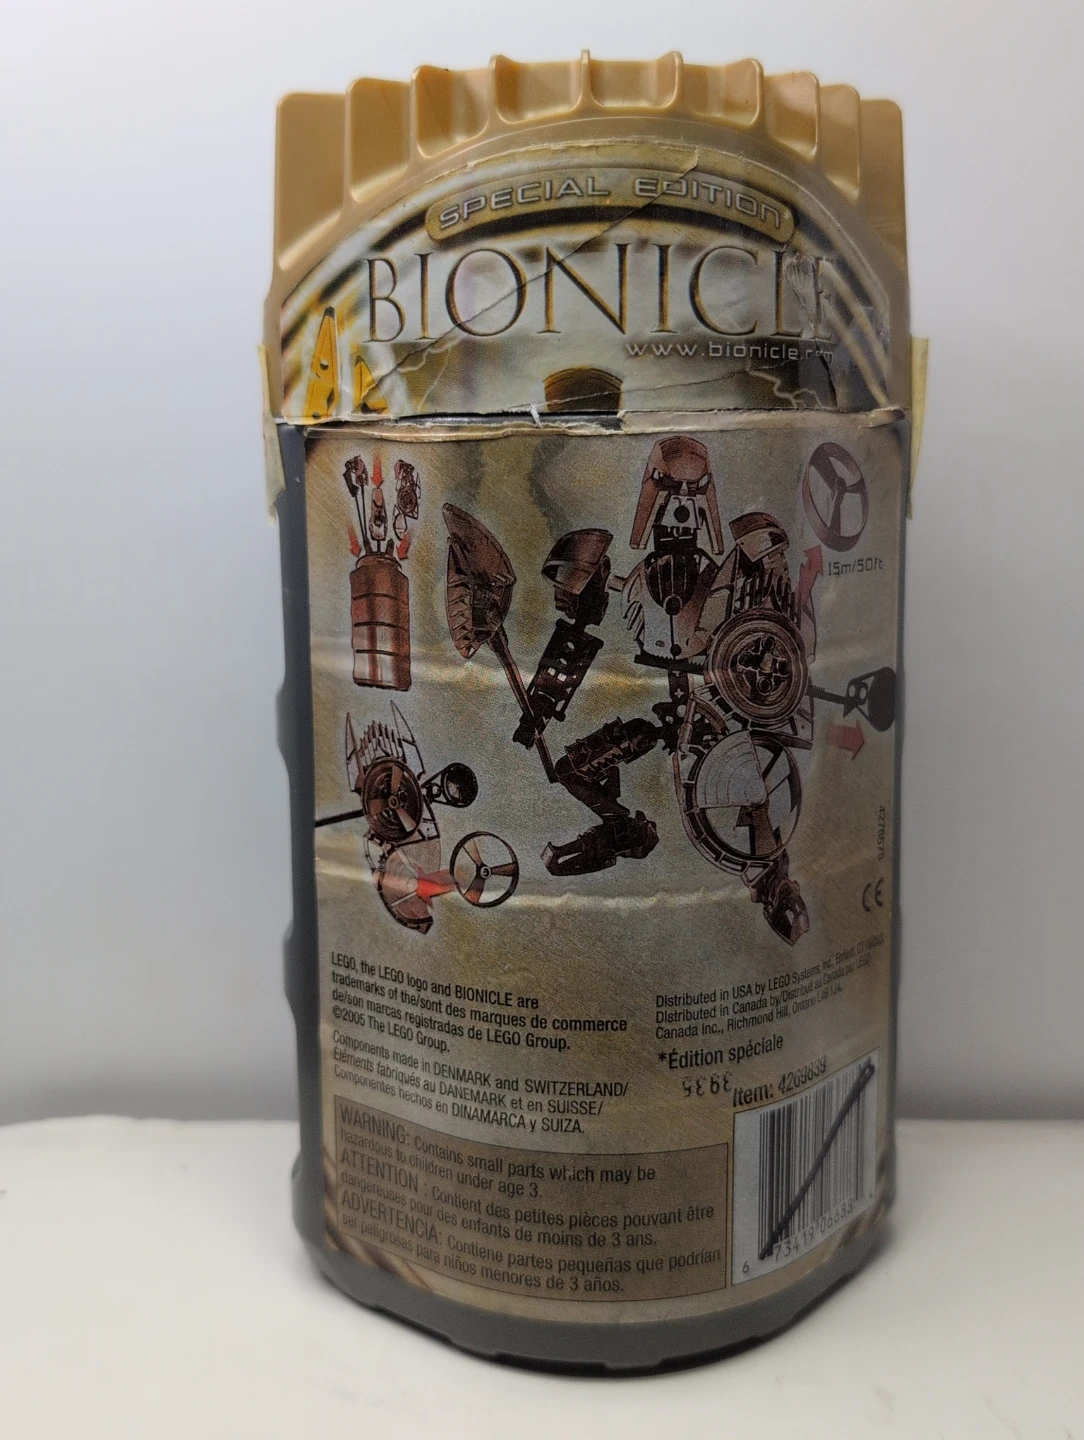 SPECIAL EDITION
BIONICLE
www.bionicle.com
15m/50ft
CE
LEGO, the LEGO logo and BIONICLE are
trademarks of the/sont des marques de commerce
de/son marcas registradas de LEGO Group.
©2005 The LEGO Group.
Components made in DENMARK and SWITZERLAND/
Éléments fabriqués au DANEMARK et en SUISSE/
Componentes hechos en DINAMARCA y SUIZA.
Distributed in USA by LEGO Systems, Inc., Enfield, CT
Distributed in Canada by/Distribué au Canada par LEGO
Canada Inc., Richmond Hill, Ontario
*Édition spéciale
Item: 4269839
WARNING: Contains small parts which may be
hazardous to children under age 3.
ATTENTION : Contient des petites pièces pouvant être
dangereuses pour des enfants de moins de 3 ans.
ADVERTENCIA: Contiene partes pequeñas que podrían
ser peligrosas para niños menores de 3 años.
6 73419 06688